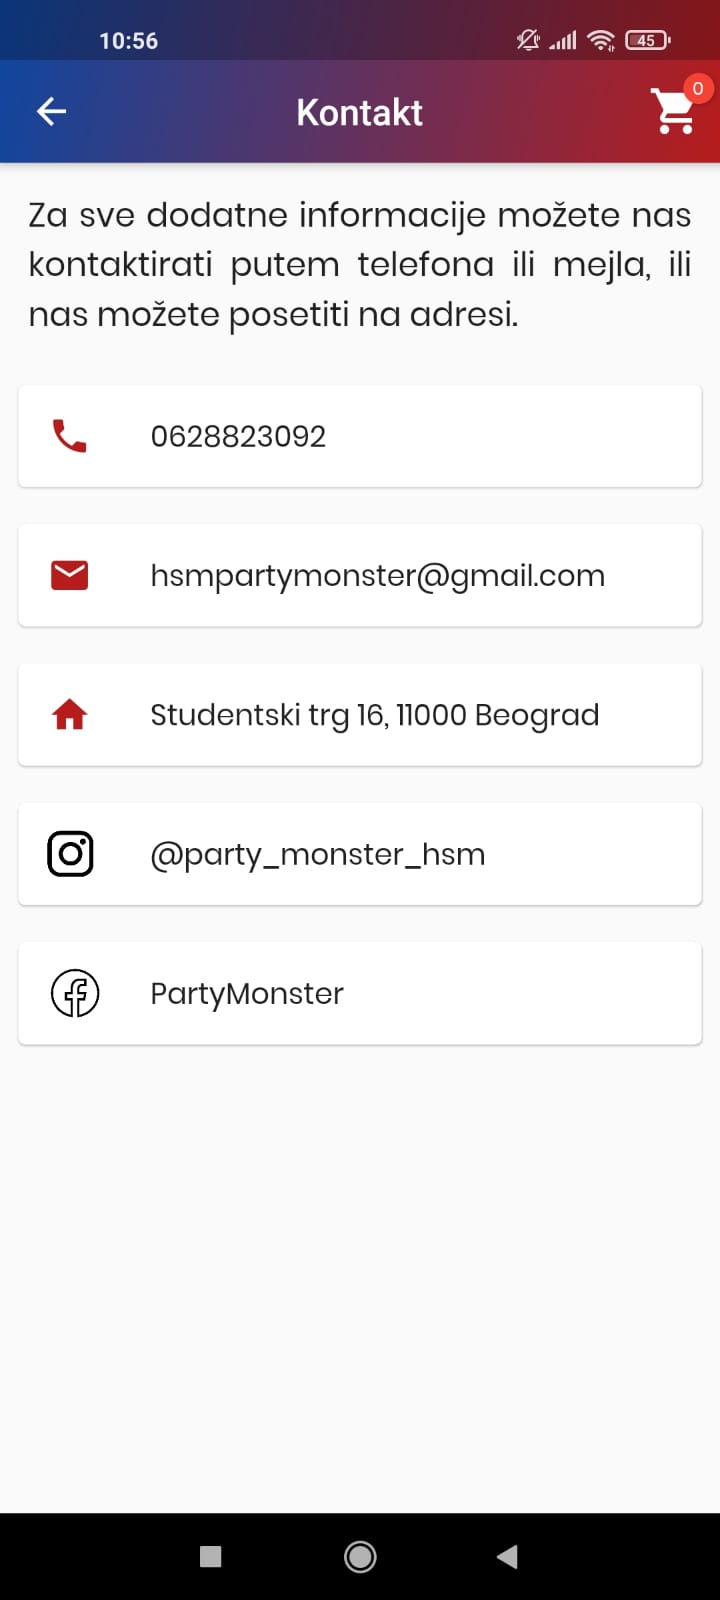 10:56
45
Kontakt
0
Za sve dodatne informacije možete nas
kontaktirati putem telefona ili mejla, ili
nas možete posetiti na adresi.
0628823092
hsmpartymonster@gmail.com
Studentski trg 16, 11000 Beograd
@party_monster_hsm
PartyMonster